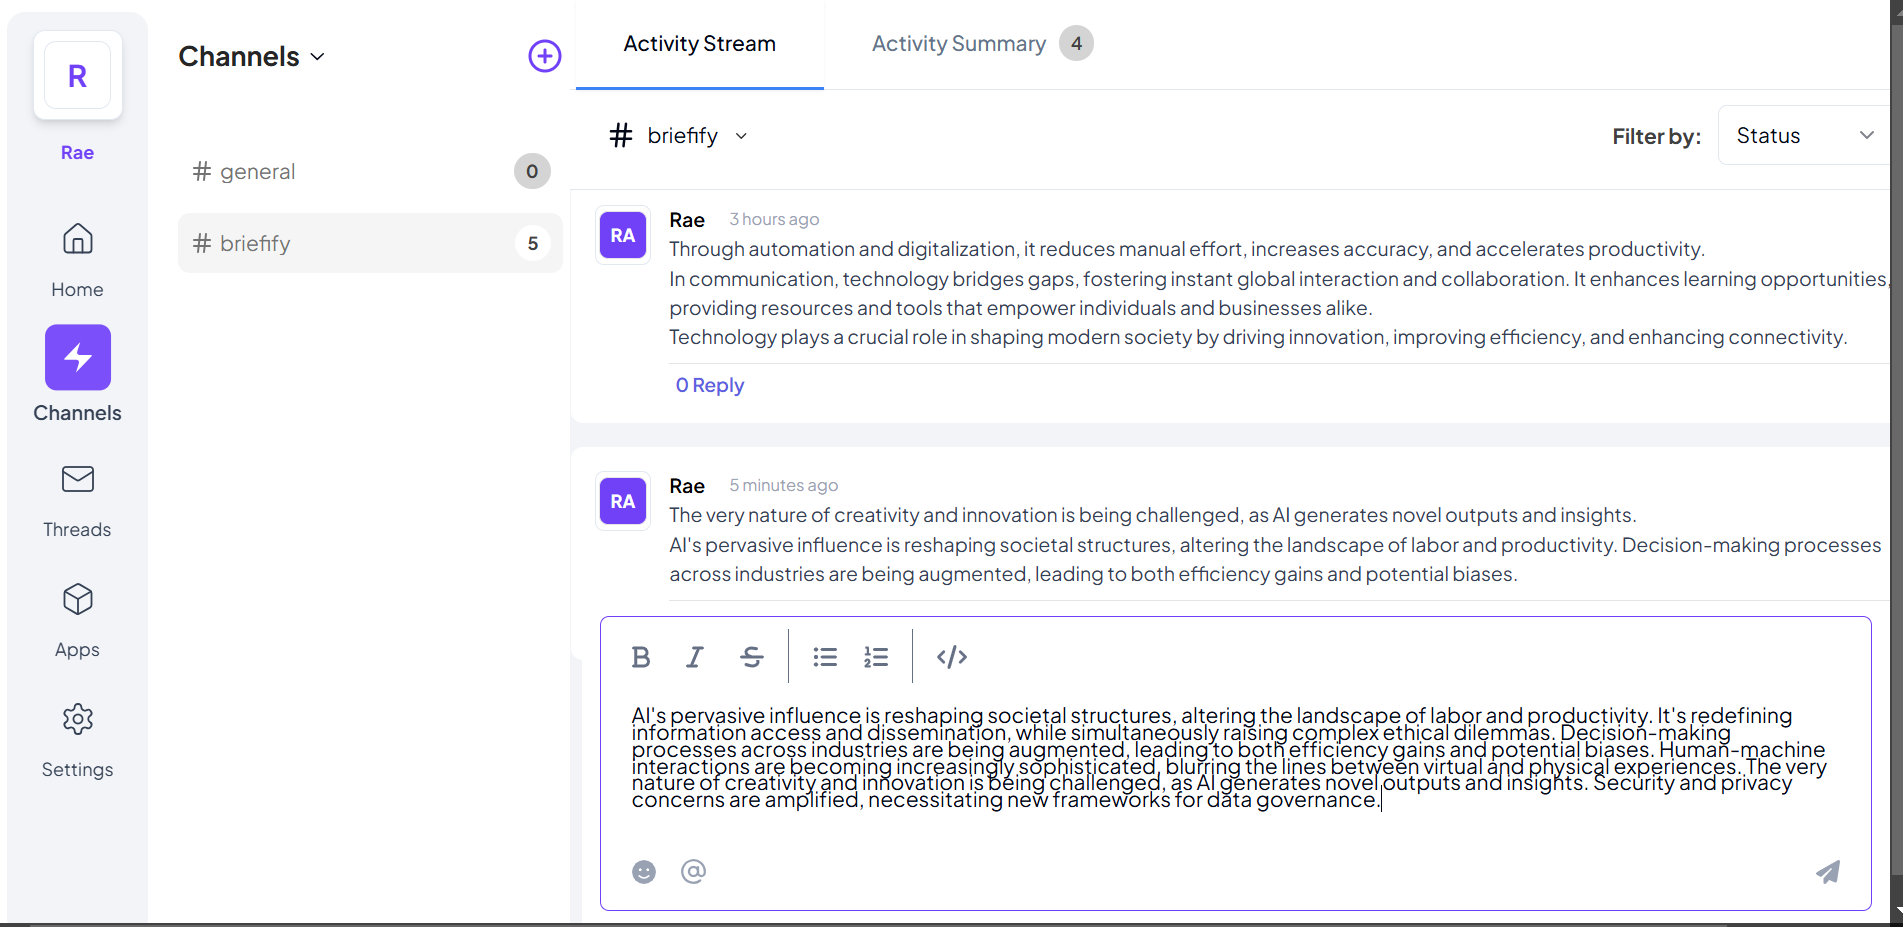 R
Rae
Home
Channels
Threads
Apps
Settings
Channels
# general 0
# briefify 5
Activity Stream
Activity Summary 4
# briefify
Filter by: Status
RA
Rae 3 hours ago
Through automation and digitalization, it reduces manual effort, increases accuracy, and accelerates productivity.
In communication, technology bridges gaps, fostering instant global interaction and collaboration. It enhances learning opportunities,
providing resources and tools that empower individuals and businesses alike.
Technology plays a crucial role in shaping modern society by driving innovation, improving efficiency, and enhancing connectivity.
0 Reply
RA
Rae 5 minutes ago
The very nature of creativity and innovation is being challenged, as AI generates novel outputs and insights.
AI's pervasive influence is reshaping societal structures, altering the landscape of labor and productivity. Decision-making processes
across industries are being augmented, leading to both efficiency gains and potential biases.
B I S </>
AI's pervasive influence is reshaping societal structures, altering the landscape of labor and productivity. It's redefining
information access and dissemination, while simultaneously raising complex ethical dilemmas. Decision-making
processes across industries are being augmented, leading to both efficiency gains and potential biases. Human-machine
interactions are becoming increasingly sophisticated, blurring the lines between virtual and physical experiences. The very
nature of creativity and innovation is being challenged, as AI generates novel outputs and insights. Security and privacy
concerns are amplified, necessitating new frameworks for data governance.
@